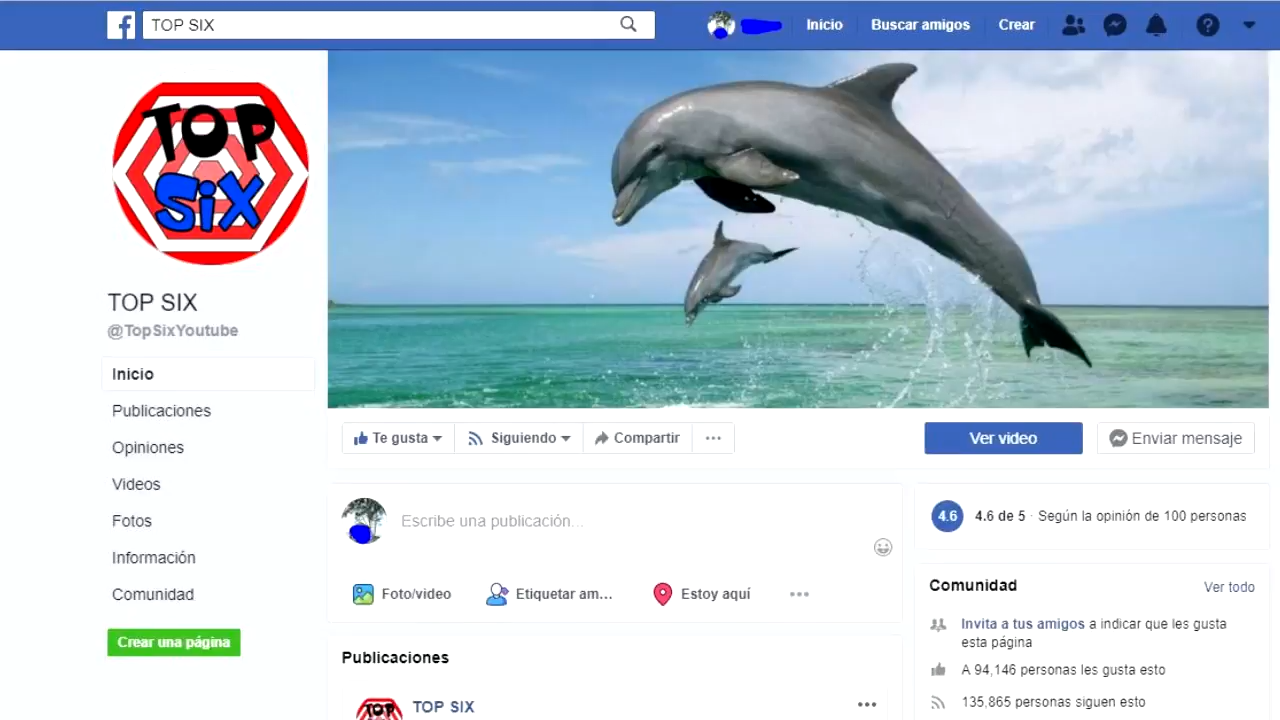 TOP SIX
Inicio
Buscar amigos
Crear
TOP
SiX
TOP SIX
@TopSixYoutube
Inicio
Publicaciones
Opiniones
Videos
Fotos
Información
Comunidad
Crear una página
Te gusta
Siguiendo
Compartir
Ver video
Enviar mensaje
Escribe una publicación...
Foto/video
Etiquetar am...
Estoy aquí
Publicaciones
TOP
TOP SIX
4.6
4.6 de 5 · Según la opinión de 100 personas
Comunidad
Ver todo
Invita a tus amigos a indicar que les gusta
esta página
A 94,146 personas les gusta esto
135,865 personas siguen esto